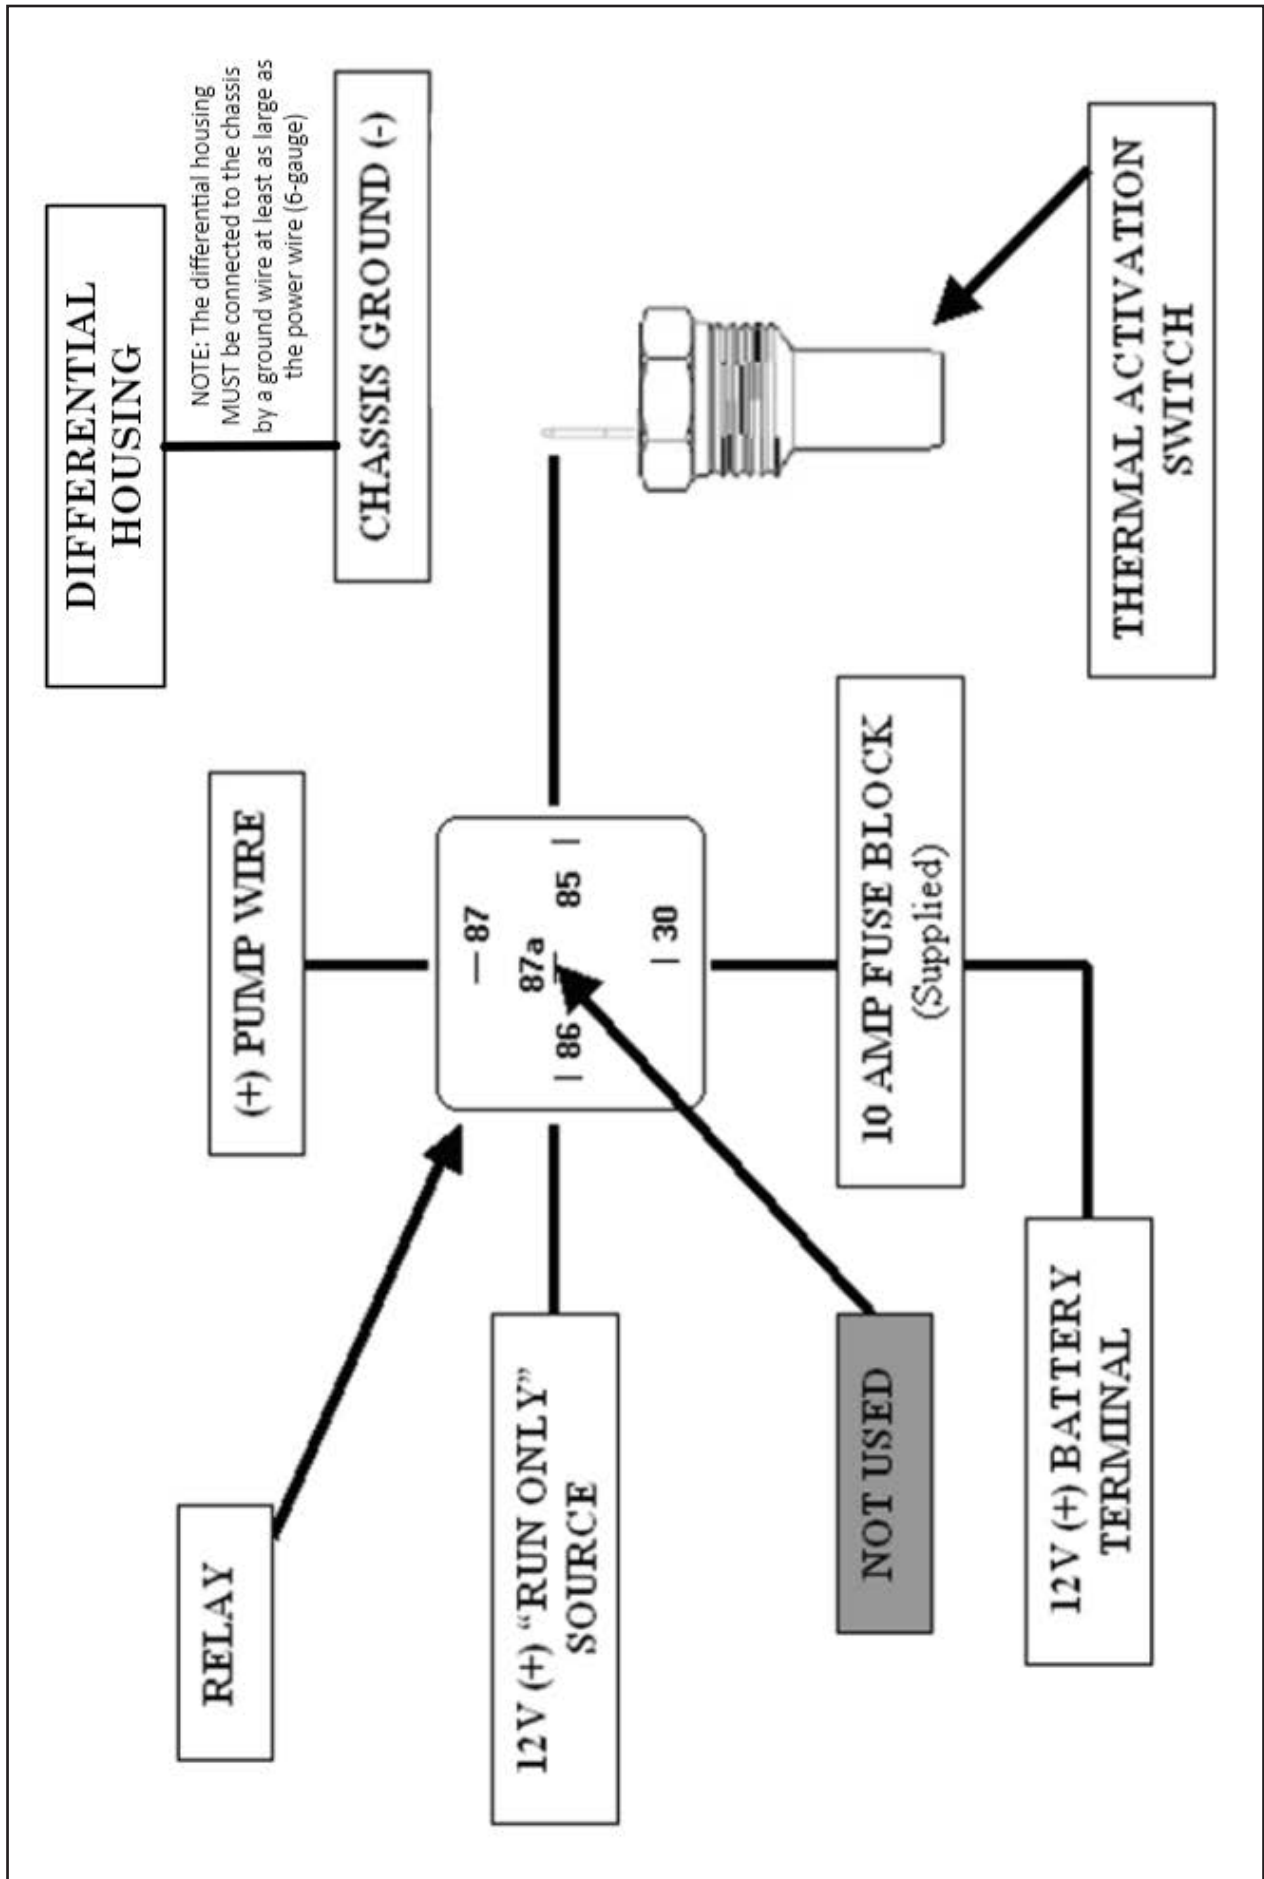 RELAY
(+) PUMP WIRE
DIFFERENTIAL
HOUSING
NOTE: The differential housing
MUST be connected to the chassis
by a ground wire at least as large as
the power wire (6-gauge)
CHASSIS GROUND (-)
12V (+) “RUN ONLY”
SOURCE
87
87a
86
85
30
NOT USED
10 AMP FUSE BLOCK
(Supplied)
12V (+) BATTERY
TERMINAL
THERMAL ACTIVATION
SWITCH